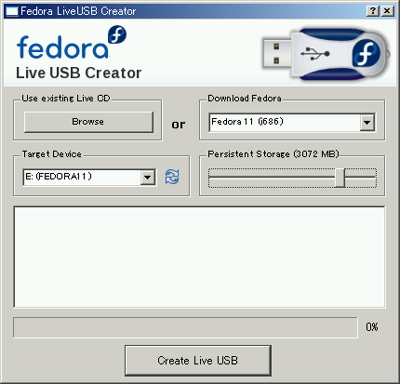 Fedora LiveUSB Creator
fedora
Live USB Creator
Use existing Live CD
Browse
or
Download Fedora
Fedora 11 (i686)
Target Device
E: (FEDORA11)
Persistent Storage (3072 MB)
0%
Create Live USB